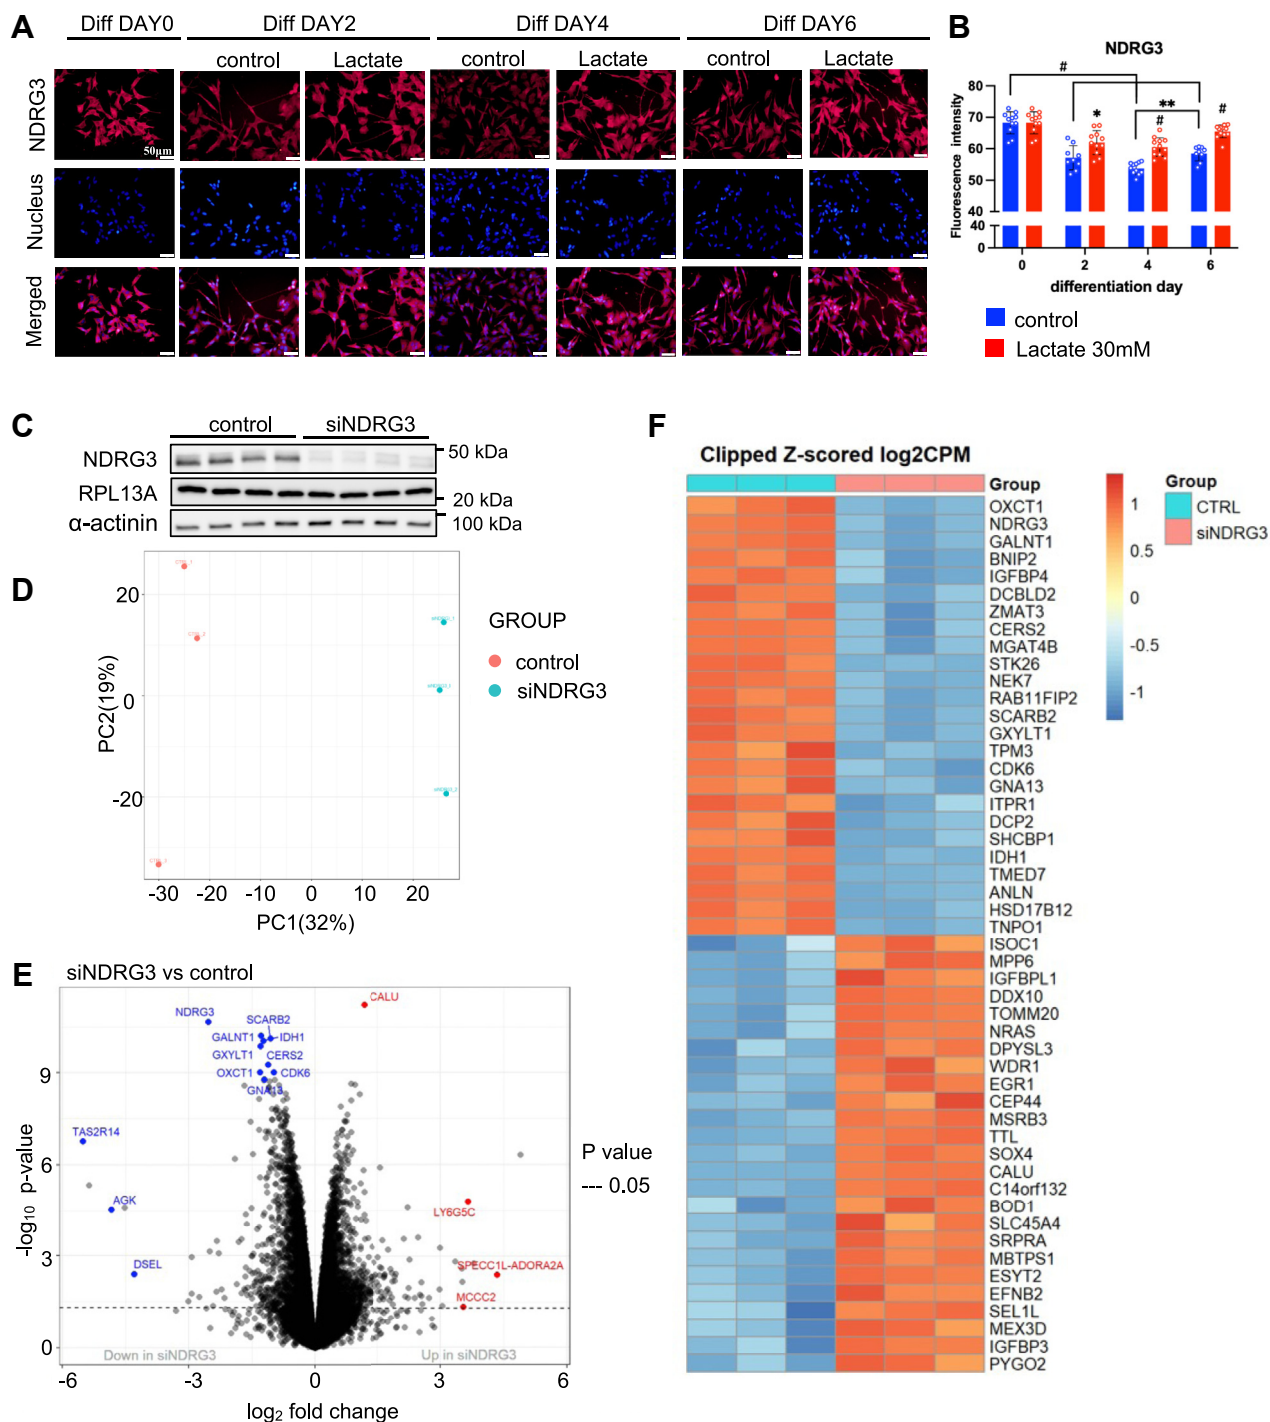 A
Diff DAY0
Diff DAY2
Diff DAY4
Diff DAY6
control
Lactate
control
Lactate
control
Lactate
NDRG3
50µm
Nucleus
Merged
B
NDRG3
#
**
*
#
#
Fluorescence intensity
80
70
60
50
40
40
20
0
0
2
4
6
differentiation day
control
Lactate 30mM
C
control
siNDRG3
NDRG3
50 kDa
RPL13A
20 kDa
α-actinin
100 kDa
D
20
0
-20
PC2(19%)
-30
-20
-10
0
10
20
PC1(32%)
GROUP
control
siNDRG3
E
siNDRG3 vs control
CALU
NDRG3
SCARB2
GALNT1
IDH1
GXYLT1
CERS2
OXCT1
CDK6
GNA13
TAS2R14
AGK
DSEL
LY6G5C
SPECC1L-ADORA2A
MCCC2
Down in siNDRG3
Up in siNDRG3
9
6
3
0
-log10 p-value
-6
-3
0
3
6
log2 fold change
P value
--- 0.05
F
Clipped Z-scored log2CPM
Group
OXCT1
NDRG3
GALNT1
BNIP2
IGFBP4
DCBLD2
ZMAT3
CERS2
MGAT4B
STK26
NEK7
RAB11FIP2
SCARB2
GXYLT1
TPM3
CDK6
GNA13
ITPR1
DCP2
SHCBP1
IDH1
TMED7
ANLN
HSD17B12
TNPO1
ISOC1
MPP6
IGFBPL1
DDX10
TOMM20
NRAS
DPYSL3
WDR1
EGR1
CEP44
MSRB3
TTL
SOX4
CALU
C14orf132
BOD1
SLC45A4
SRPRA
MBTPS1
ESYT2
EFNB2
SEL1L
MEX3D
IGFBP3
PYGO2
1
0.5
0
-0.5
-1
Group
CTRL
siNDRG3